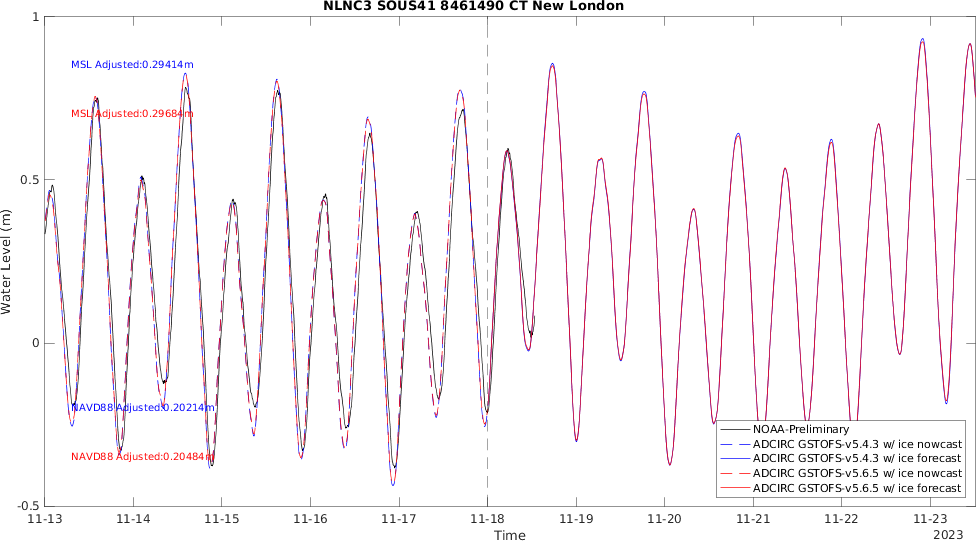 NLNC3 SOUS41 8461490 CT New London
1
MSL Adjusted:0.29414m
MSL Adjusted:0.29684m
0.5
Water Level (m)
0
NAVD88 Adjusted:0.20214m
NAVD88 Adjusted:0.20484m
-0.5
NOAA-Preliminary
ADCIRC GSTOFS-v5.4.3 w/ ice nowcast
ADCIRC GSTOFS-v5.4.3 w/ ice forecast
ADCIRC GSTOFS-v5.6.5 w/ ice nowcast
ADCIRC GSTOFS-v5.6.5 w/ ice forecast
11-13 11-14 11-15 11-16 11-17 11-18 11-19 11-20 11-21 11-22 11-23
Time
2023